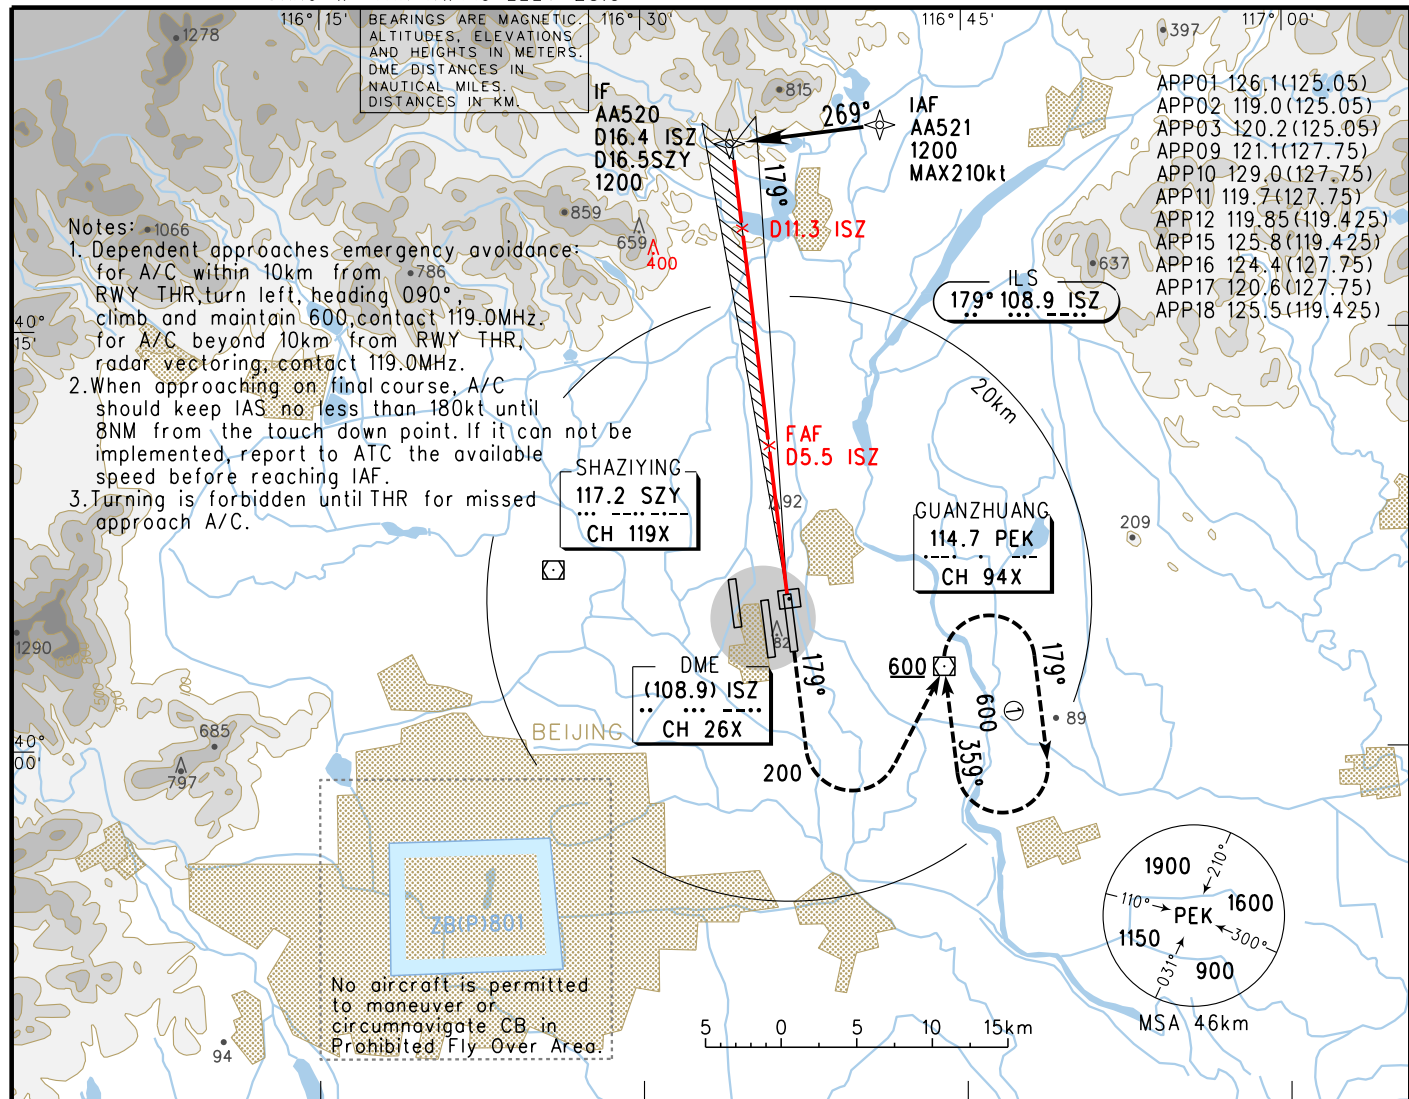 116°15'
116°30'
116°45'
117°00'
BEARINGS ARE MAGNETIC.
ALTITUDES, ELEVATIONS
AND HEIGHTS IN METERS.
DME DISTANCES IN
NAUTICAL MILES.
DISTANCES IN KM.
1278
397
815
IF
AA520
D16.4 ISZ
D16.5SZY
1200
269°
IAF
AA521
1200
MAX210kt
179°
APP01 126.1(125.05)
APP02 119.0(125.05)
APP03 120.2(125.05)
APP09 121.1(127.75)
APP10 129.0(127.75)
APP11 119.7(127.75)
APP12 119.85(119.425)
APP15 125.8(119.425)
APP16 124.4(127.75)
APP17 120.6(127.75)
APP18 125.5(119.425)
859
659
400
D11.3 ISZ
637
1066
786
Notes:
1. Dependent approaches emergency avoidance:
for A/C within 10km from
RWY THR,turn left, heading 090°,
climb and maintain 600,contact 119.0MHz.
for A/C beyond 10km from RWY THR,
radar vectoring, contact 119.0MHz.
2.When approaching on final course, A/C
should keep IAS no less than 180kt until
8NM from the touch down point. If it can not be
implemented, report to ATC the available
speed before reaching IAF.
3.Turning is forbidden until THR for missed
approach A/C.
ILS
179° 108.9 ISZ
40°
15'
20km
FAF
D5.5 ISZ
SHAZIYING
117.2 SZY
CH 119X
92
GUANZHUANG
114.7 PEK
CH 94X
209
82
1290
500
300
DME
(108.9) ISZ
CH 26X
179°
600
179°
600
①
359°
89
200
BEIJING
685
797
40°
00'
ZB(P)801
No aircraft is permitted
to maneuver or
circumnavigate CB in
Prohibited Fly Over Area.
94
5 0 5 10 15km
1900
210°
110°
PEK
1600
1150
300°
031°
900
MSA 46km